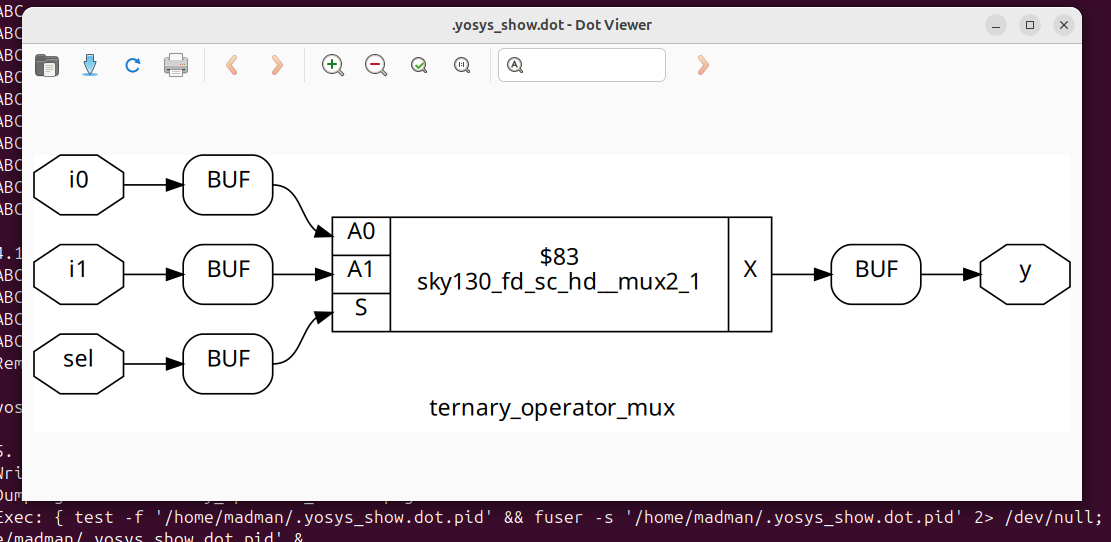 ABC
.yosys_show.dot - Dot Viewer
ABC
ABC
ABC
ABC
ABC
ABC
ABC
ABC
ABC
i0
BUF
A0
$83
i1
BUF
A1
sky130_fd_sc_hd__mux2_1
X
BUF
y
S
sel
BUF
ternary_operator_mux
4.1
ABC
ABC
ABC
ABC
Rem
yos
5.
Wri
Dum
Exec: { test -f '/home/madman/.yosys_show.dot.pid' && fuser -s '/home/madman/.yosys_show.dot.pid' 2> /dev/null;
e/madman/.yosys_show.dot.pid' &